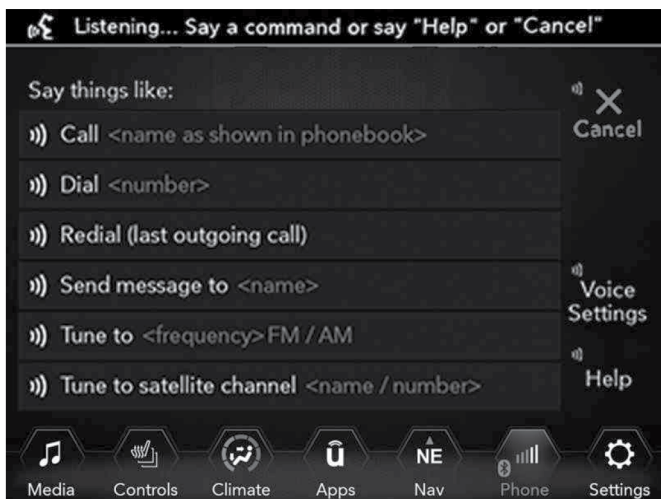 Listening... Say a command or say "Help" or "Cancel"
Say things like:
Call <name as shown in phonebook>
Dial <number>
Redial (last outgoing call)
Send message to <name>
Tune to <frequency> FM / AM
Tune to satellite channel <name / number>
Cancel
Voice
Settings
Help
û NE
Media Controls Climate Apps Nav Phone Settings